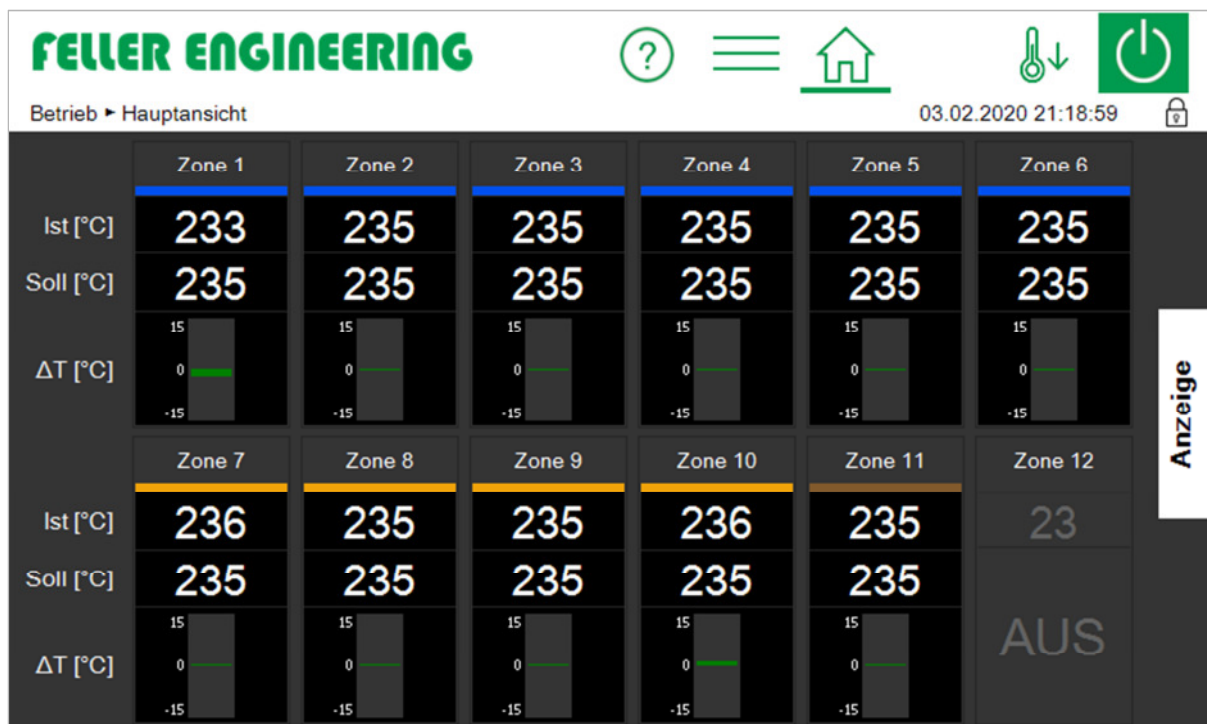 FELLER ENGINEERING
?
Betrieb ► Hauptansicht 03.02.2020 21:18:59
Zone 1 Zone 2 Zone 3 Zone 4 Zone 5 Zone 6
Ist [°C] 233 235 235 235 235 235
Soll [°C] 235 235 235 235 235 235
15 15 15 15 15 15
ΔT [°C] 0 0 0 0 0 0
-15 -15 -15 -15 -15 -15
Anzeige
Zone 7 Zone 8 Zone 9 Zone 10 Zone 11 Zone 12
Ist [°C] 236 235 235 236 235 23
Soll [°C] 235 235 235 235 235
15 15 15 15 15
AUS
ΔT [°C] 0 0 0 0 0
-15 -15 -15 -15 -15